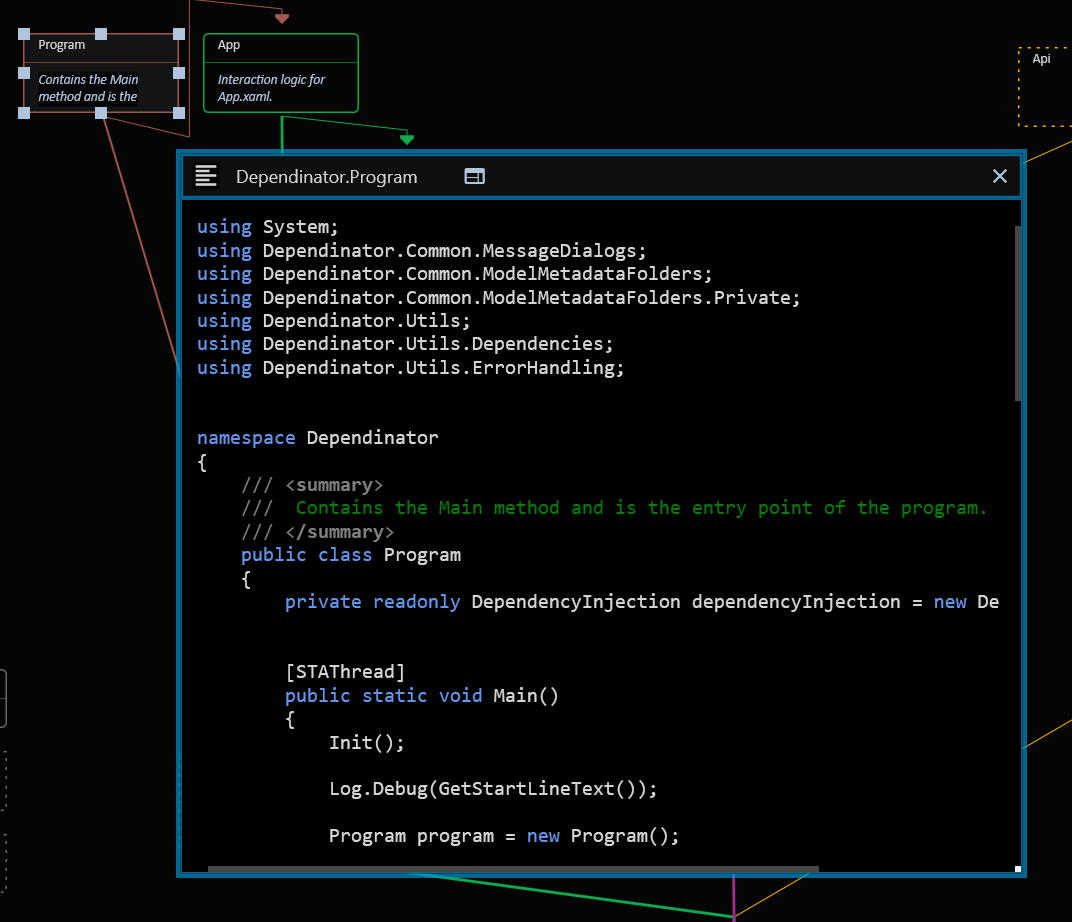 Program
Contains the Main
method and is the
App
Interaction logic for
App.xaml.
Api
Dependinator.Program
using System;
using Dependinator.Common.MessageDialogs;
using Dependinator.Common.ModelMetadataFolders;
using Dependinator.Common.ModelMetadataFolders.Private;
using Dependinator.Utils;
using Dependinator.Utils.Dependencies;
using Dependinator.Utils.ErrorHandling;
namespace Dependinator
{
/// <summary>
///  Contains the Main method and is the entry point of the program.
/// </summary>
public class Program
{
private readonly DependencyInjection dependencyInjection = new De
[STAThread]
public static void Main()
{
Init();
Log.Debug(GetStartLineText());
Program program = new Program();